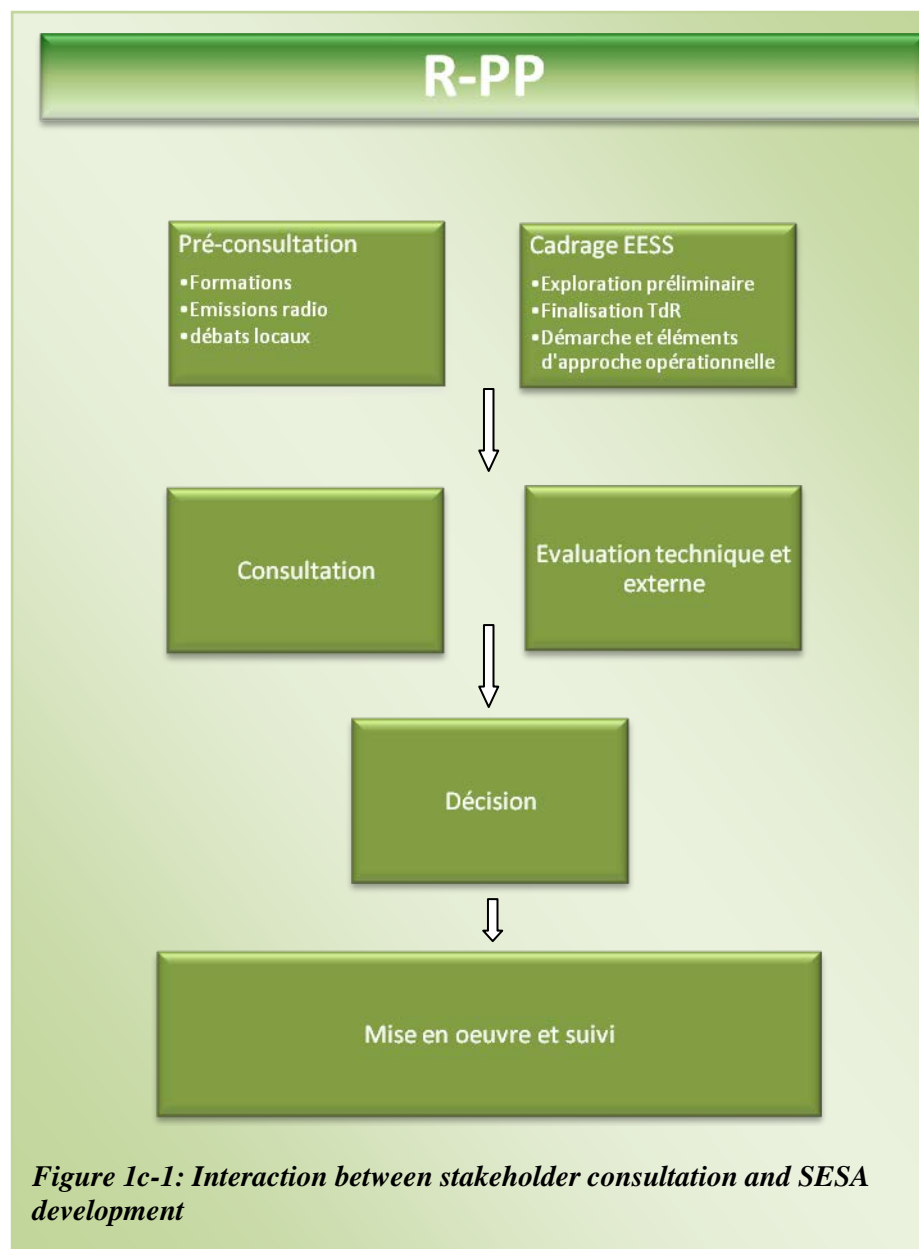 R-PP
Pré-consultation
•Formations
•Emissions radio
•débats locaux
Cadrage EESS
•Exploration préliminaire
•Finalisation TdR
•Démarche et éléments
d'approche opérationnelle
Consultation
Evaluation technique et
externe
Décision
Mise en oeuvre et suivi
Figure 1c-1: Interaction between stakeholder consultation and SESA
development